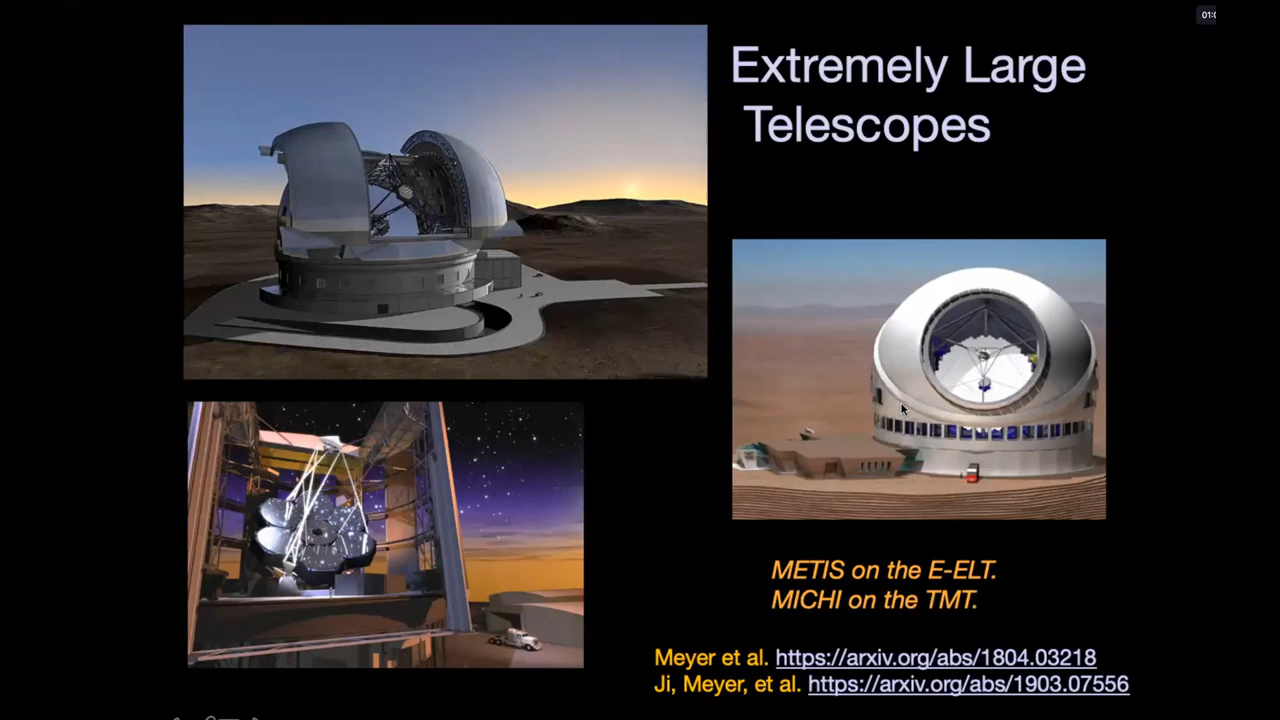 Extremely Large
Telescopes
METIS on the E-ELT.
MICHI on the TMT.
Meyer et al. https://arxiv.org/abs/1804.03218
Ji, Meyer, et al. https://arxiv.org/abs/1903.07556